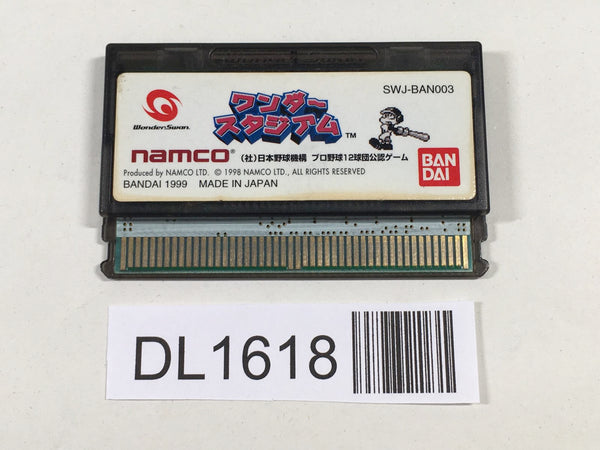 WonderSwan
ワンダースタジアム™
SWJ-BAN003
namco®
(社)日本野球機構 プロ野球12球団公認ゲーム
Produced by NAMCO LTD. © 1998 NAMCO LTD., ALL RIGHTS RESERVED
BANDAI 1999 MADE IN JAPAN
BAN
DAI
DL1618